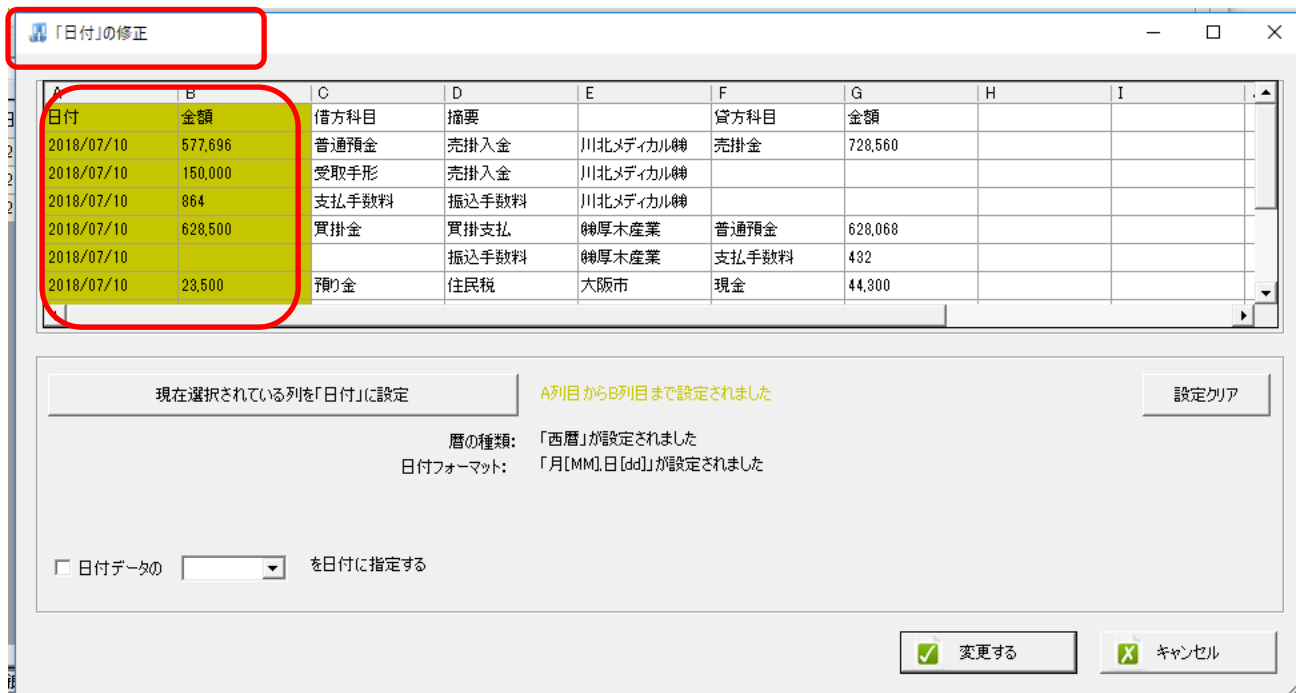 「日付」の修正
A B C D E F G H I
日付 金額 借方科目 摘要 貸方科目 金額
2018/07/10 577,696 普通預金 売掛入金 川北メディカル㈱ 売掛金 728,560
2018/07/10 150,000 受取手形 売掛入金 川北メディカル㈱
2018/07/10 864 支払手数料 振込手数料 川北メディカル㈱
2018/07/10 628,500 買掛金 買掛支払 ㈱厚木産業 普通預金 628,068
2018/07/10 振込手数料 ㈱厚木産業 支払手数料 432
2018/07/10 23,500 預り金 住民税 大阪市 現金 44,300
現在選択されている列を「日付」に設定 A列目からB列目まで設定されました 設定クリア
暦の種類: 「西暦」が設定されました
日付フォーマット: 「月[MM],日[dd]」が設定されました
日付データの を日付に指定する
変更する キャンセル